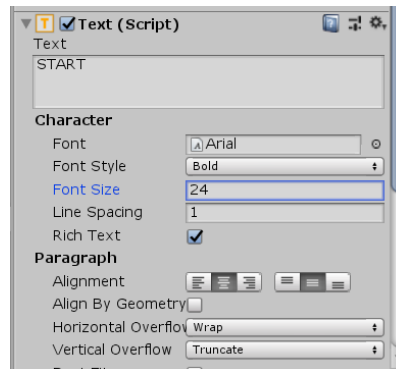 Text (Script)
Text
START
Character
Font Arial
Font Style Bold
Font Size 24
Line Spacing 1
Rich Text
Paragraph
Alignment
Align By Geometry
Horizontal Overflow Wrap
Vertical Overflow Truncate